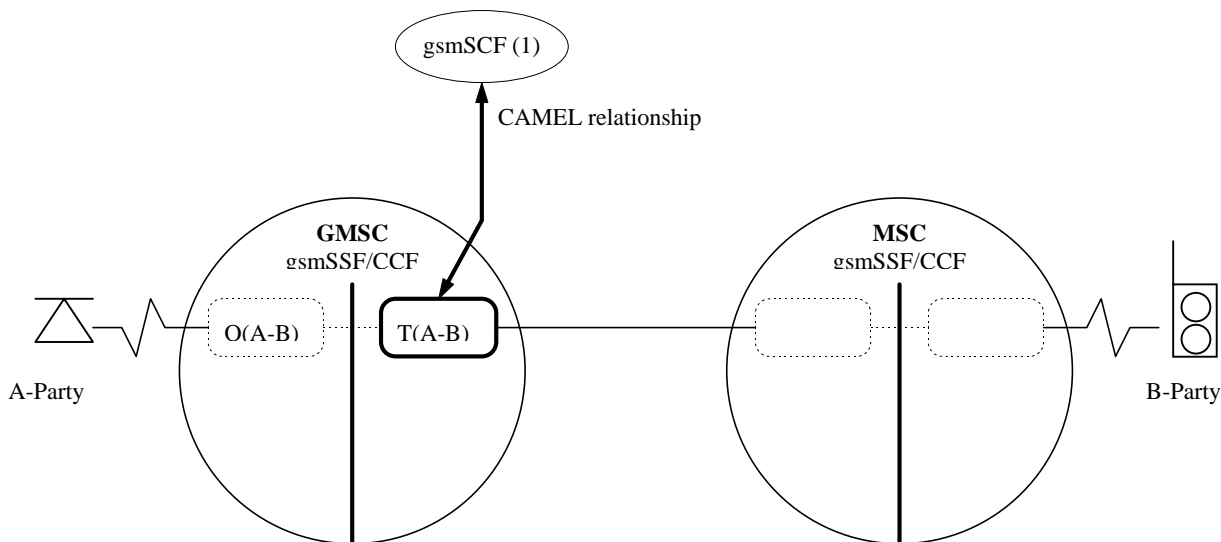 gsmSCF (1)
CAMEL relationship
GMSC
gsmSSF/CCF
MSC
gsmSSF/CCF
O(A-B)
T(A-B)
A-Party
B-Party